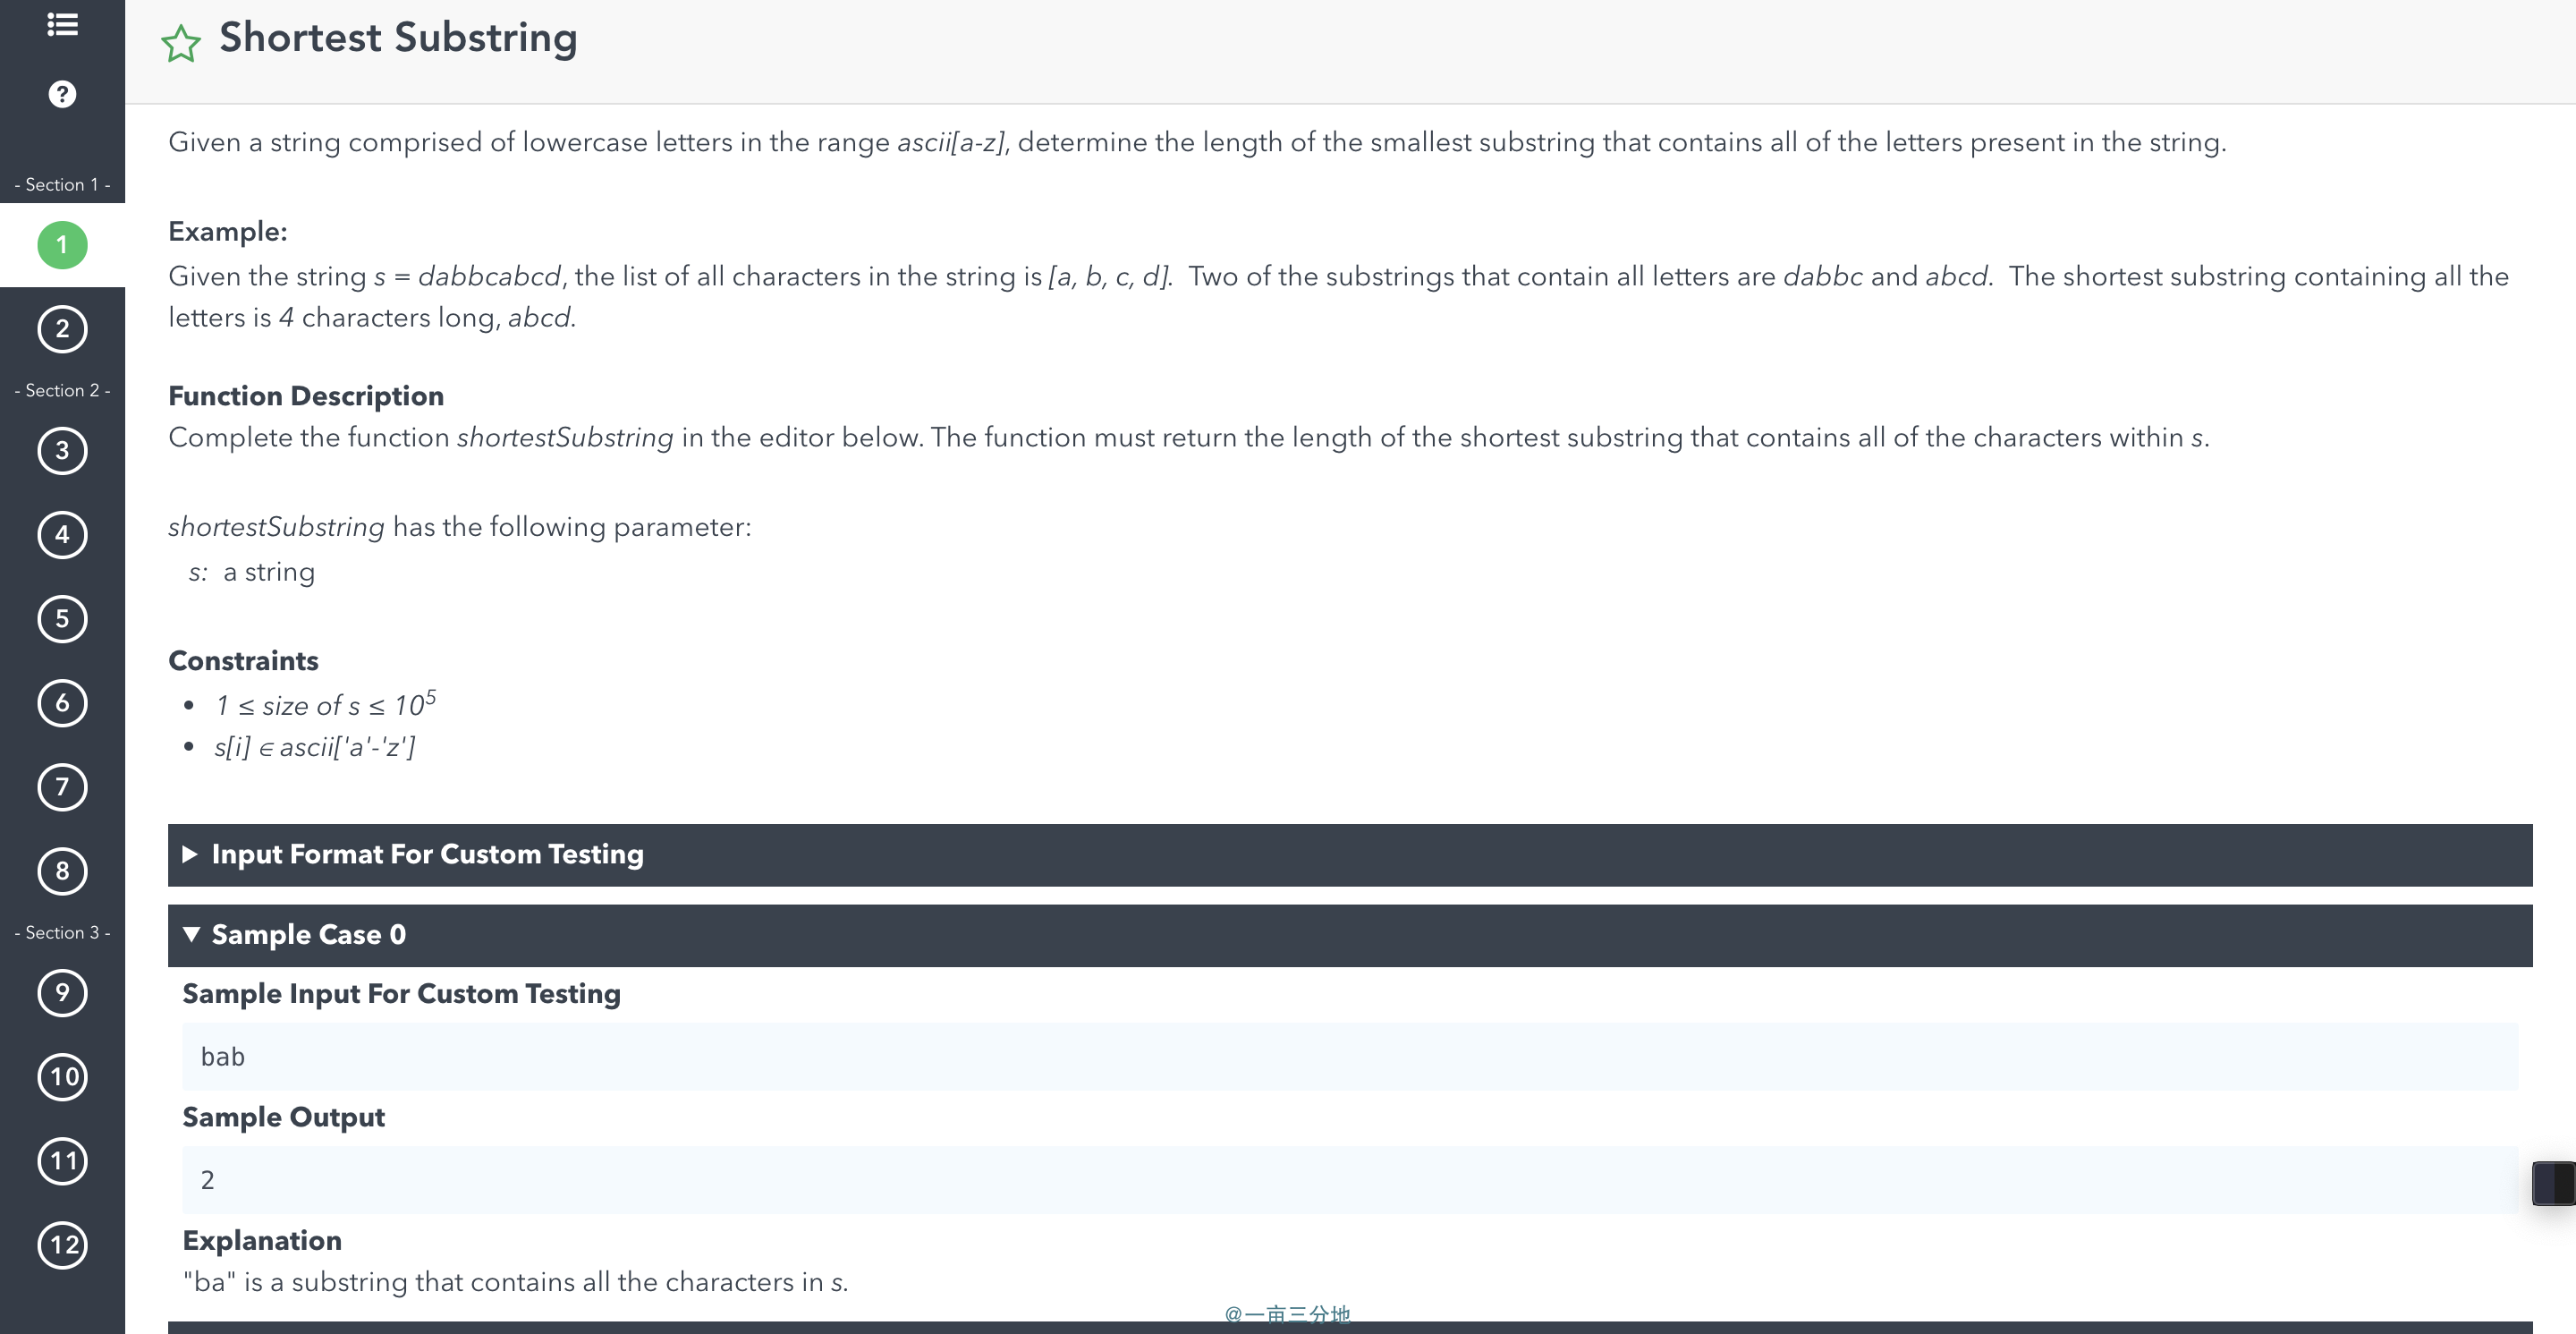 Shortest Substring
?
- Section 1 -
1
2
- Section 2 -
3
4
5
6
7
8
- Section 3 -
9
10
11
12
Given a string comprised of lowercase letters in the range ascii[a-z], determine the length of the smallest substring that contains all of the letters present in the string.
Example:
Given the string s = dabbcabcd, the list of all characters in the string is [a, b, c, d].  Two of the substrings that contain all letters are dabbc and abcd.  The shortest substring containing all the
letters is 4 characters long, abcd.
Function Description
Complete the function shortestSubstring in the editor below. The function must return the length of the shortest substring that contains all of the characters within s.
shortestSubstring has the following parameter:
s:  a string
Constraints
• 1 ≤ size of s ≤ 10⁵
• s[i] ∈ ascii['a'-'z']
Input Format For Custom Testing
Sample Case 0
Sample Input For Custom Testing
bab
Sample Output
2
Explanation
"ba" is a substring that contains all the characters in s.
@一亩三分地